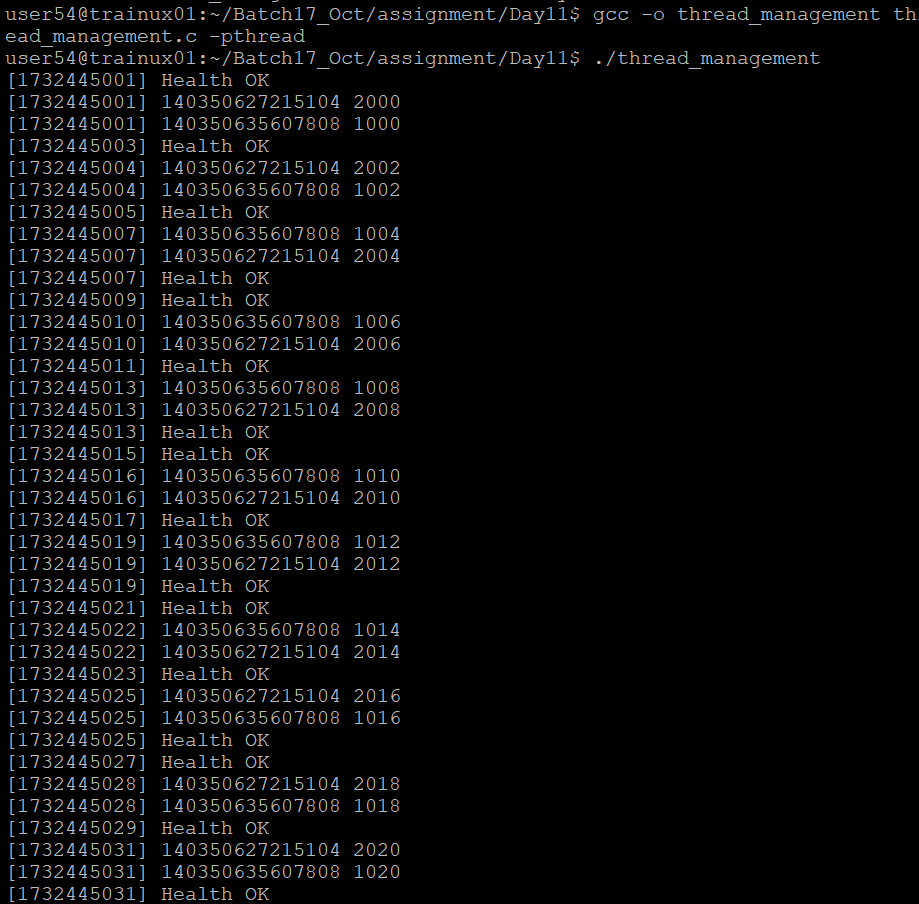 user54@trainux01:~/Batch17_Oct/assignment/Day11$ gcc -o thread_management thr
ead_management.c -pthread
user54@trainux01:~/Batch17_Oct/assignment/Day11$ ./thread_management
[1732445001] Health OK
[1732445001] 140350627215104 2000
[1732445001] 140350635607808 1000
[1732445003] Health OK
[1732445004] 140350627215104 2002
[1732445004] 140350635607808 1002
[1732445005] Health OK
[1732445007] 140350635607808 1004
[1732445007] 140350627215104 2004
[1732445007] Health OK
[1732445009] Health OK
[1732445010] 140350635607808 1006
[1732445010] 140350627215104 2006
[1732445011] Health OK
[1732445013] 140350635607808 1008
[1732445013] 140350627215104 2008
[1732445013] Health OK
[1732445015] Health OK
[1732445016] 140350635607808 1010
[1732445016] 140350627215104 2010
[1732445017] Health OK
[1732445019] 140350635607808 1012
[1732445019] 140350627215104 2012
[1732445019] Health OK
[1732445021] Health OK
[1732445022] 140350635607808 1014
[1732445022] 140350627215104 2014
[1732445023] Health OK
[1732445025] 140350627215104 2016
[1732445025] 140350635607808 1016
[1732445025] Health OK
[1732445027] Health OK
[1732445028] 140350627215104 2018
[1732445028] 140350635607808 1018
[1732445029] Health OK
[1732445031] 140350627215104 2020
[1732445031] 140350635607808 1020
[1732445031] Health OK